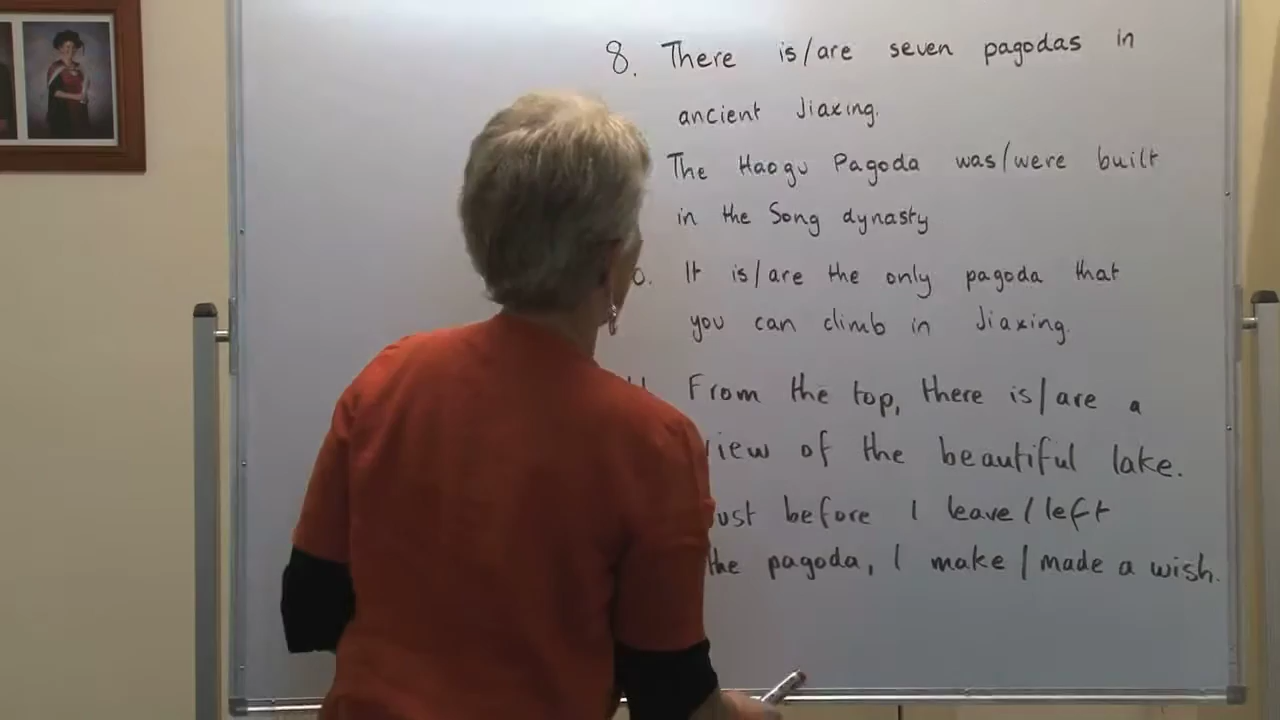 8. There is/are seven pagodas in
ancient Jiaxing.
The Haogu Pagoda was/were built
in the Song dynasty
0. It is/are the only pagoda that
you can climb in Jiaxing.
From the top, there is/are a
iew of the beautiful lake.
ust before I leave/left
the pagoda, I make/made a wish.